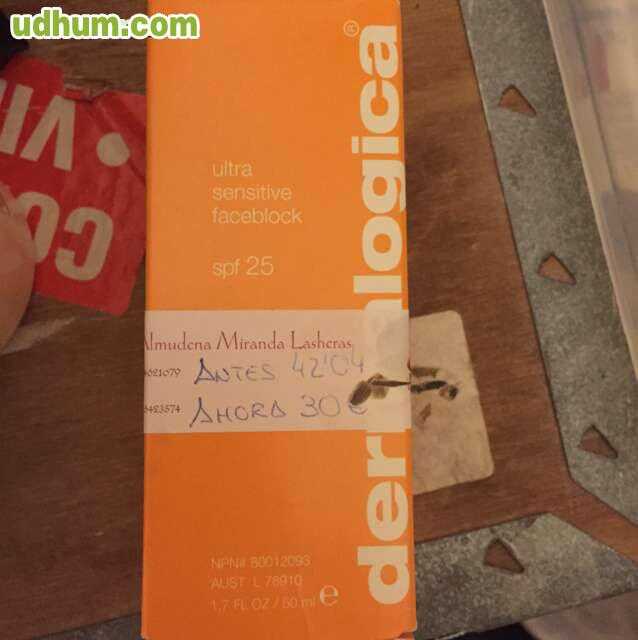 udhum.com
dermalogica®
ultra
sensitive
faceblock
spf 25
Almudena Miranda Lasheras
ANTES 42'04
AHORA 30€
NPN# 80012093
AUST L 78910
1.7 FL OZ / 50 ml e